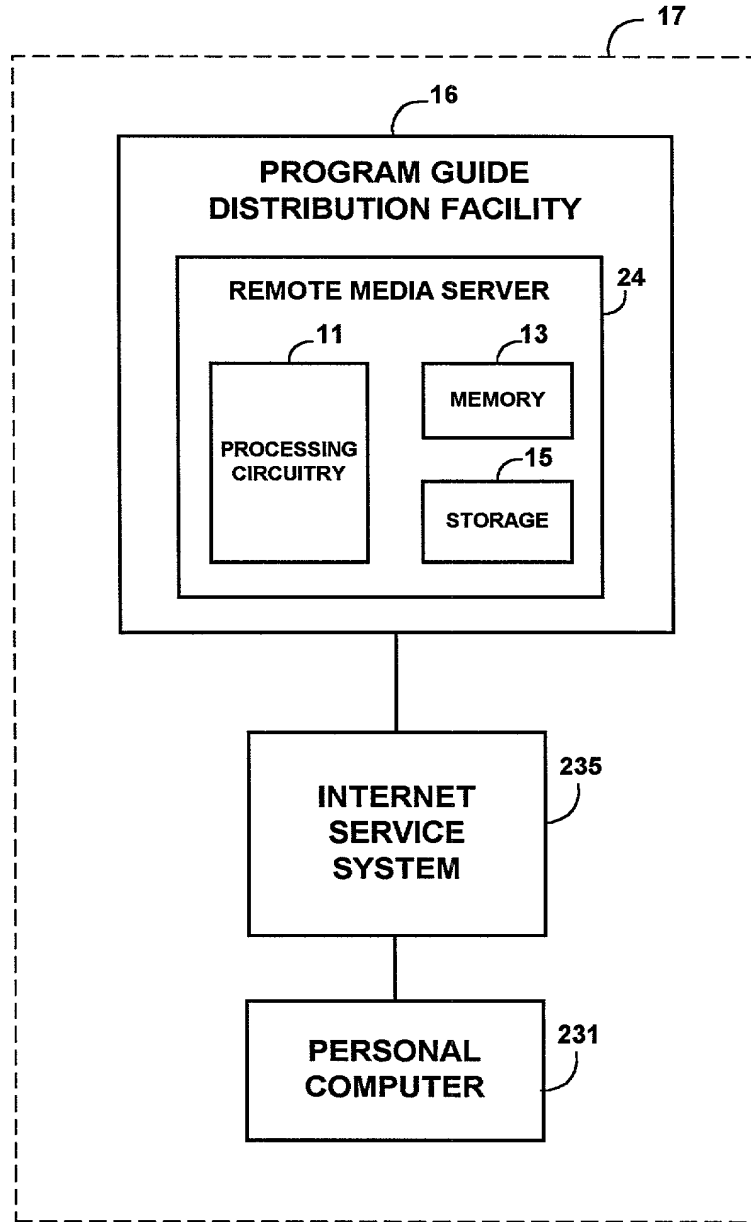 17
16
PROGRAM GUIDE
DISTRIBUTION FACILITY
REMOTE MEDIA SERVER
24
11
13
PROCESSING
CIRCUITRY
MEMORY
15
STORAGE
INTERNET
SERVICE
SYSTEM
235
PERSONAL
COMPUTER
231